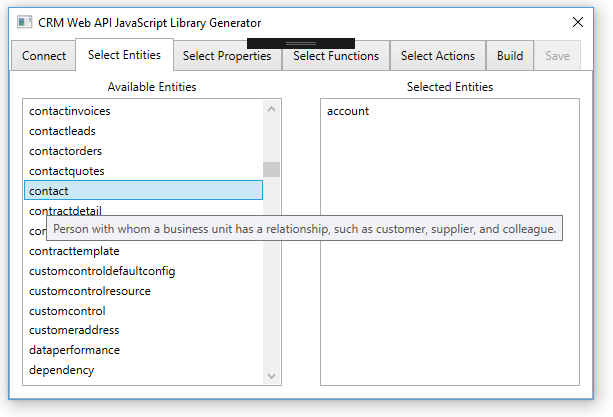 CRM Web API JavaScript Library Generator
Connect
Select Entities
Select Properties
Select Functions
Select Actions
Build
Save
Available Entities
Selected Entities
contactinvoices
account
contactleads
contactorders
contactquotes
contact
contractdetail
Person with whom a business unit has a relationship, such as customer, supplier, and colleague.
contracttemplate
customcontroldefaultconfig
customcontrolresource
customcontrol
customeraddress
dataperformance
dependency